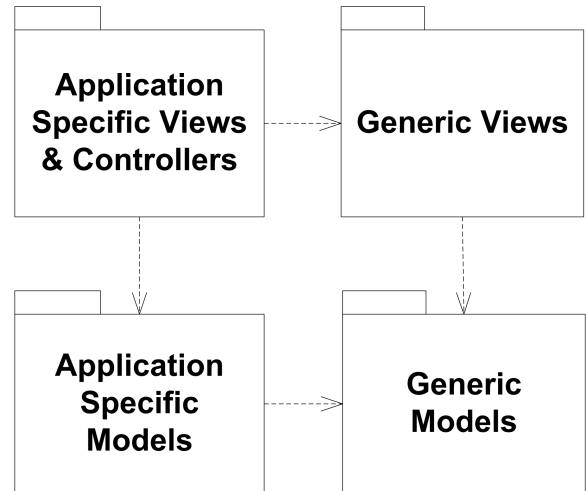 Application
Specific Views
& Controllers
Generic Views
Application
Specific
Models
Generic
Models